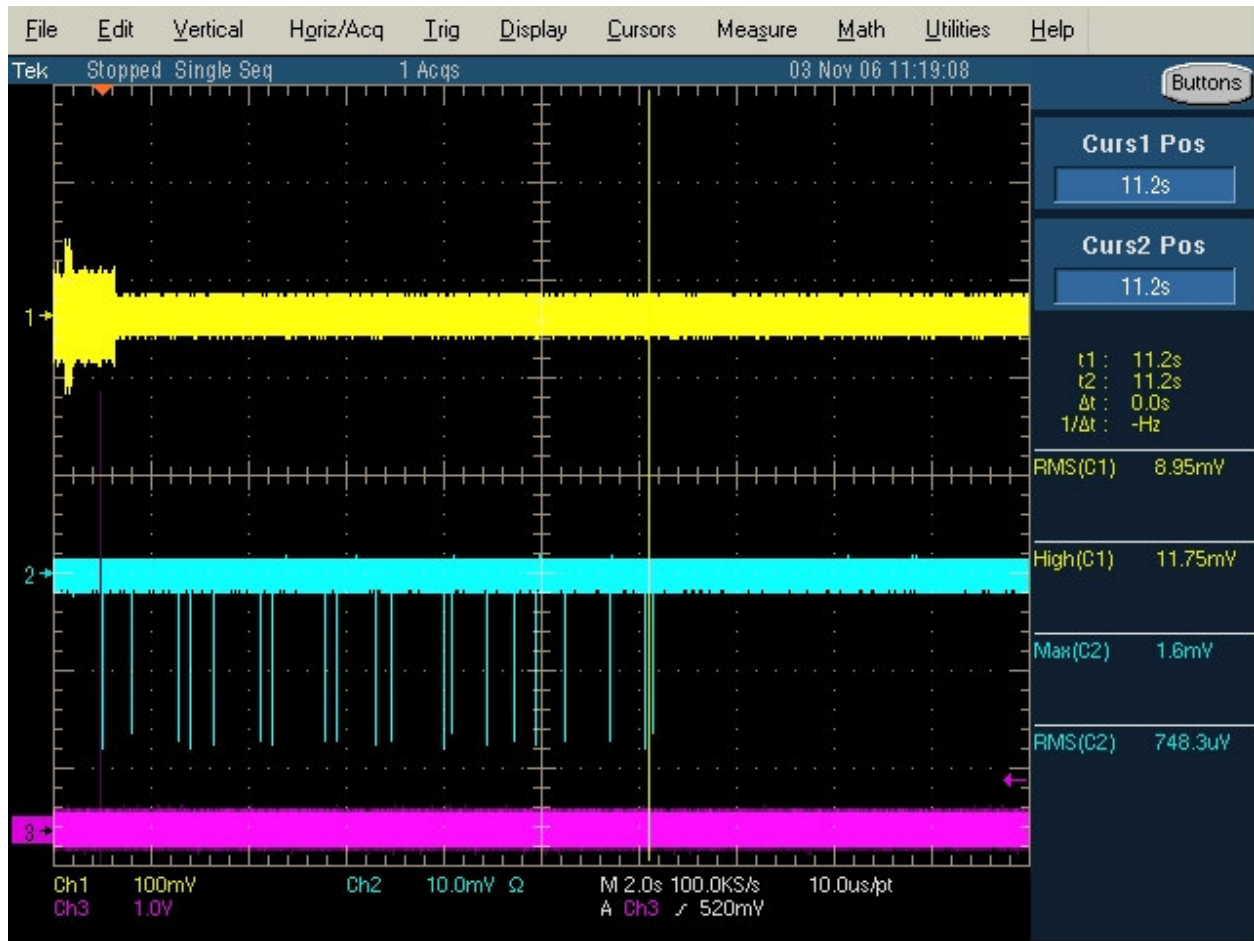 File Edit Vertical Horiz/Acq Trig Display Cursors Measure Math Utilities Help
Tek Stopped Single Seq 1 Acqs 03 Nov 06 11:19:08
Buttons
Curs1 Pos
11.2s
Curs2 Pos
11.2s
t1 : 11.2s
t2 : 11.2s
Δt : 0.0s
1/Δt : -Hz
RMS(C1) 8.95mV
High(C1) 11.75mV
Max(C2) 1.6mV
RMS(C2) 748.3uV
T
1
2
3
Ch1 100mV Ch2 10.0mV Ω M 2.0s 100.0KS/s 10.0us/pt
Ch3 1.0V A Ch3 520mV